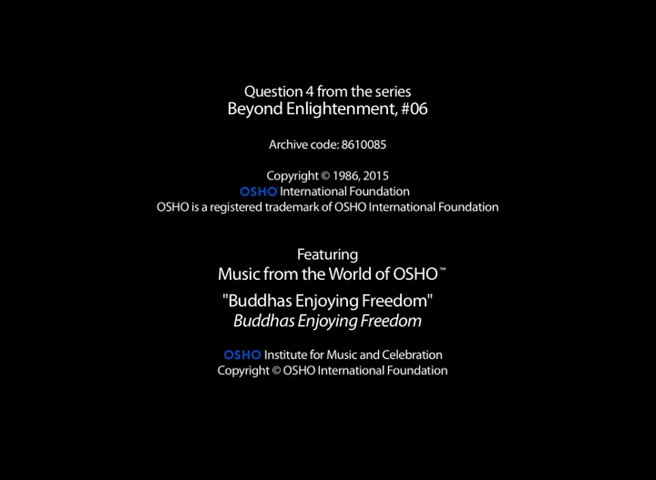 Question 4 from the series
Beyond Enlightenment, #06
Archive code: 8610085
Copyright © 1986, 2015
OSHO International Foundation
OSHO is a registered trademark of OSHO International Foundation
Featuring
Music from the World of OSHO™
"Buddhas Enjoying Freedom"
Buddhas Enjoying Freedom
OSHO Institute for Music and Celebration
Copyright © OSHO International Foundation